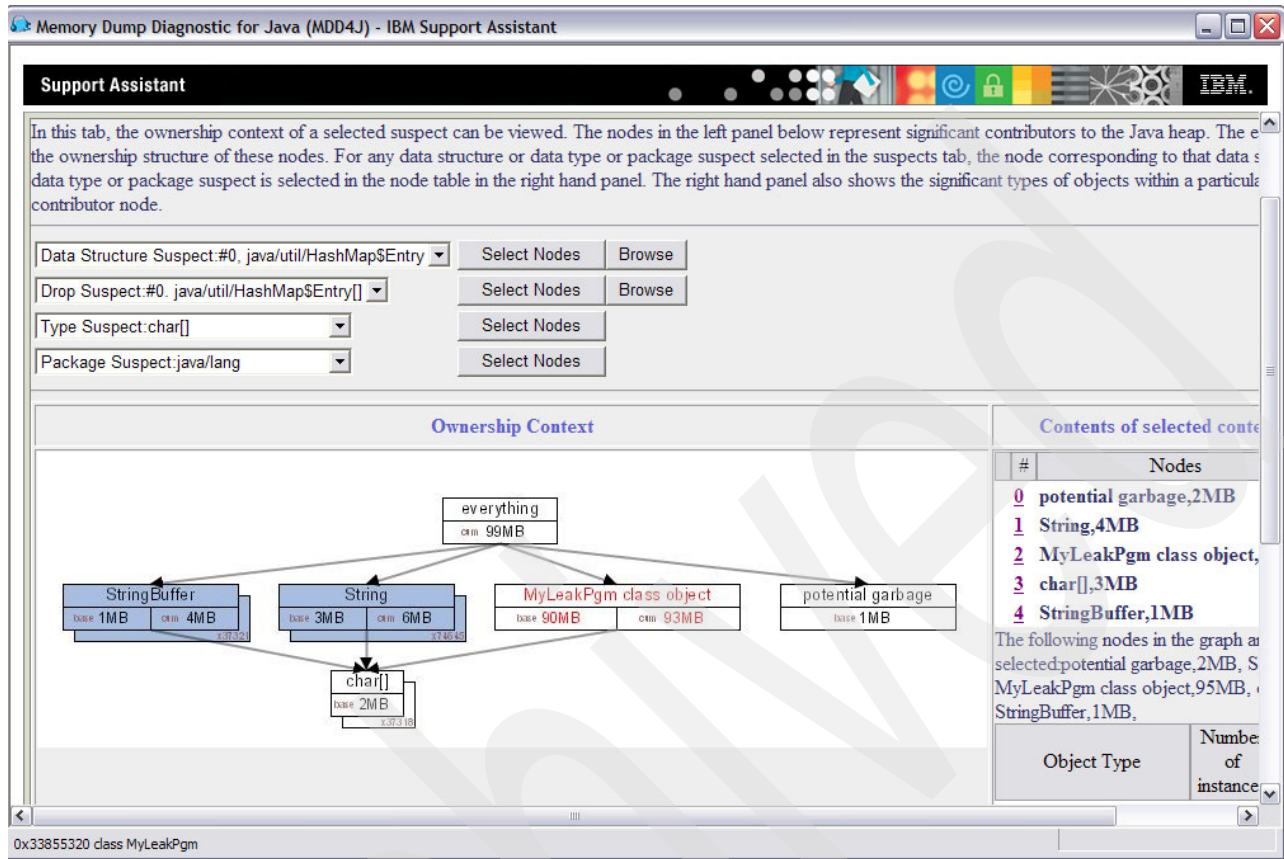 Memory Dump Diagnostic for Java (MDD4J) - IBM Support Assistant
Support Assistant
IBM.
In this tab, the ownership context of a selected suspect can be viewed. The nodes in the left panel below represent significant contributors to the Java heap. The e
the ownership structure of these nodes. For any data structure or data type or package suspect selected in the suspects tab, the node corresponding to that data s
data type or package suspect is selected in the node table in the right hand panel. The right hand panel also shows the significant types of objects within a particula
contributor node.
Data Structure Suspect:#0, java/util/HashMap$Entry Select Nodes Browse
Drop Suspect:#0. java/util/HashMap$Entry[] Select Nodes Browse
Type Suspect:char[] Select Nodes
Package Suspect:java/lang Select Nodes
Ownership Context
everything
cum 99MB
StringBuffer String MyLeakPgm class object potential garbage
base 1MB cum 4MB base 3MB cum 6MB base 90MB cum 93MB base 1MB
x37321 x74645
char[]
base 2MB
x37318
Contents of selected conte
# Nodes
0 potential garbage,2MB
1 String,4MB
2 MyLeakPgm class object,
3 char[],3MB
4 StringBuffer,1MB
The following nodes in the graph ar
selected:potential garbage,2MB, S
MyLeakPgm class object,95MB,
StringBuffer,1MB,
Object Type
Number
of
instance
0x33855320 class MyLeakPgm